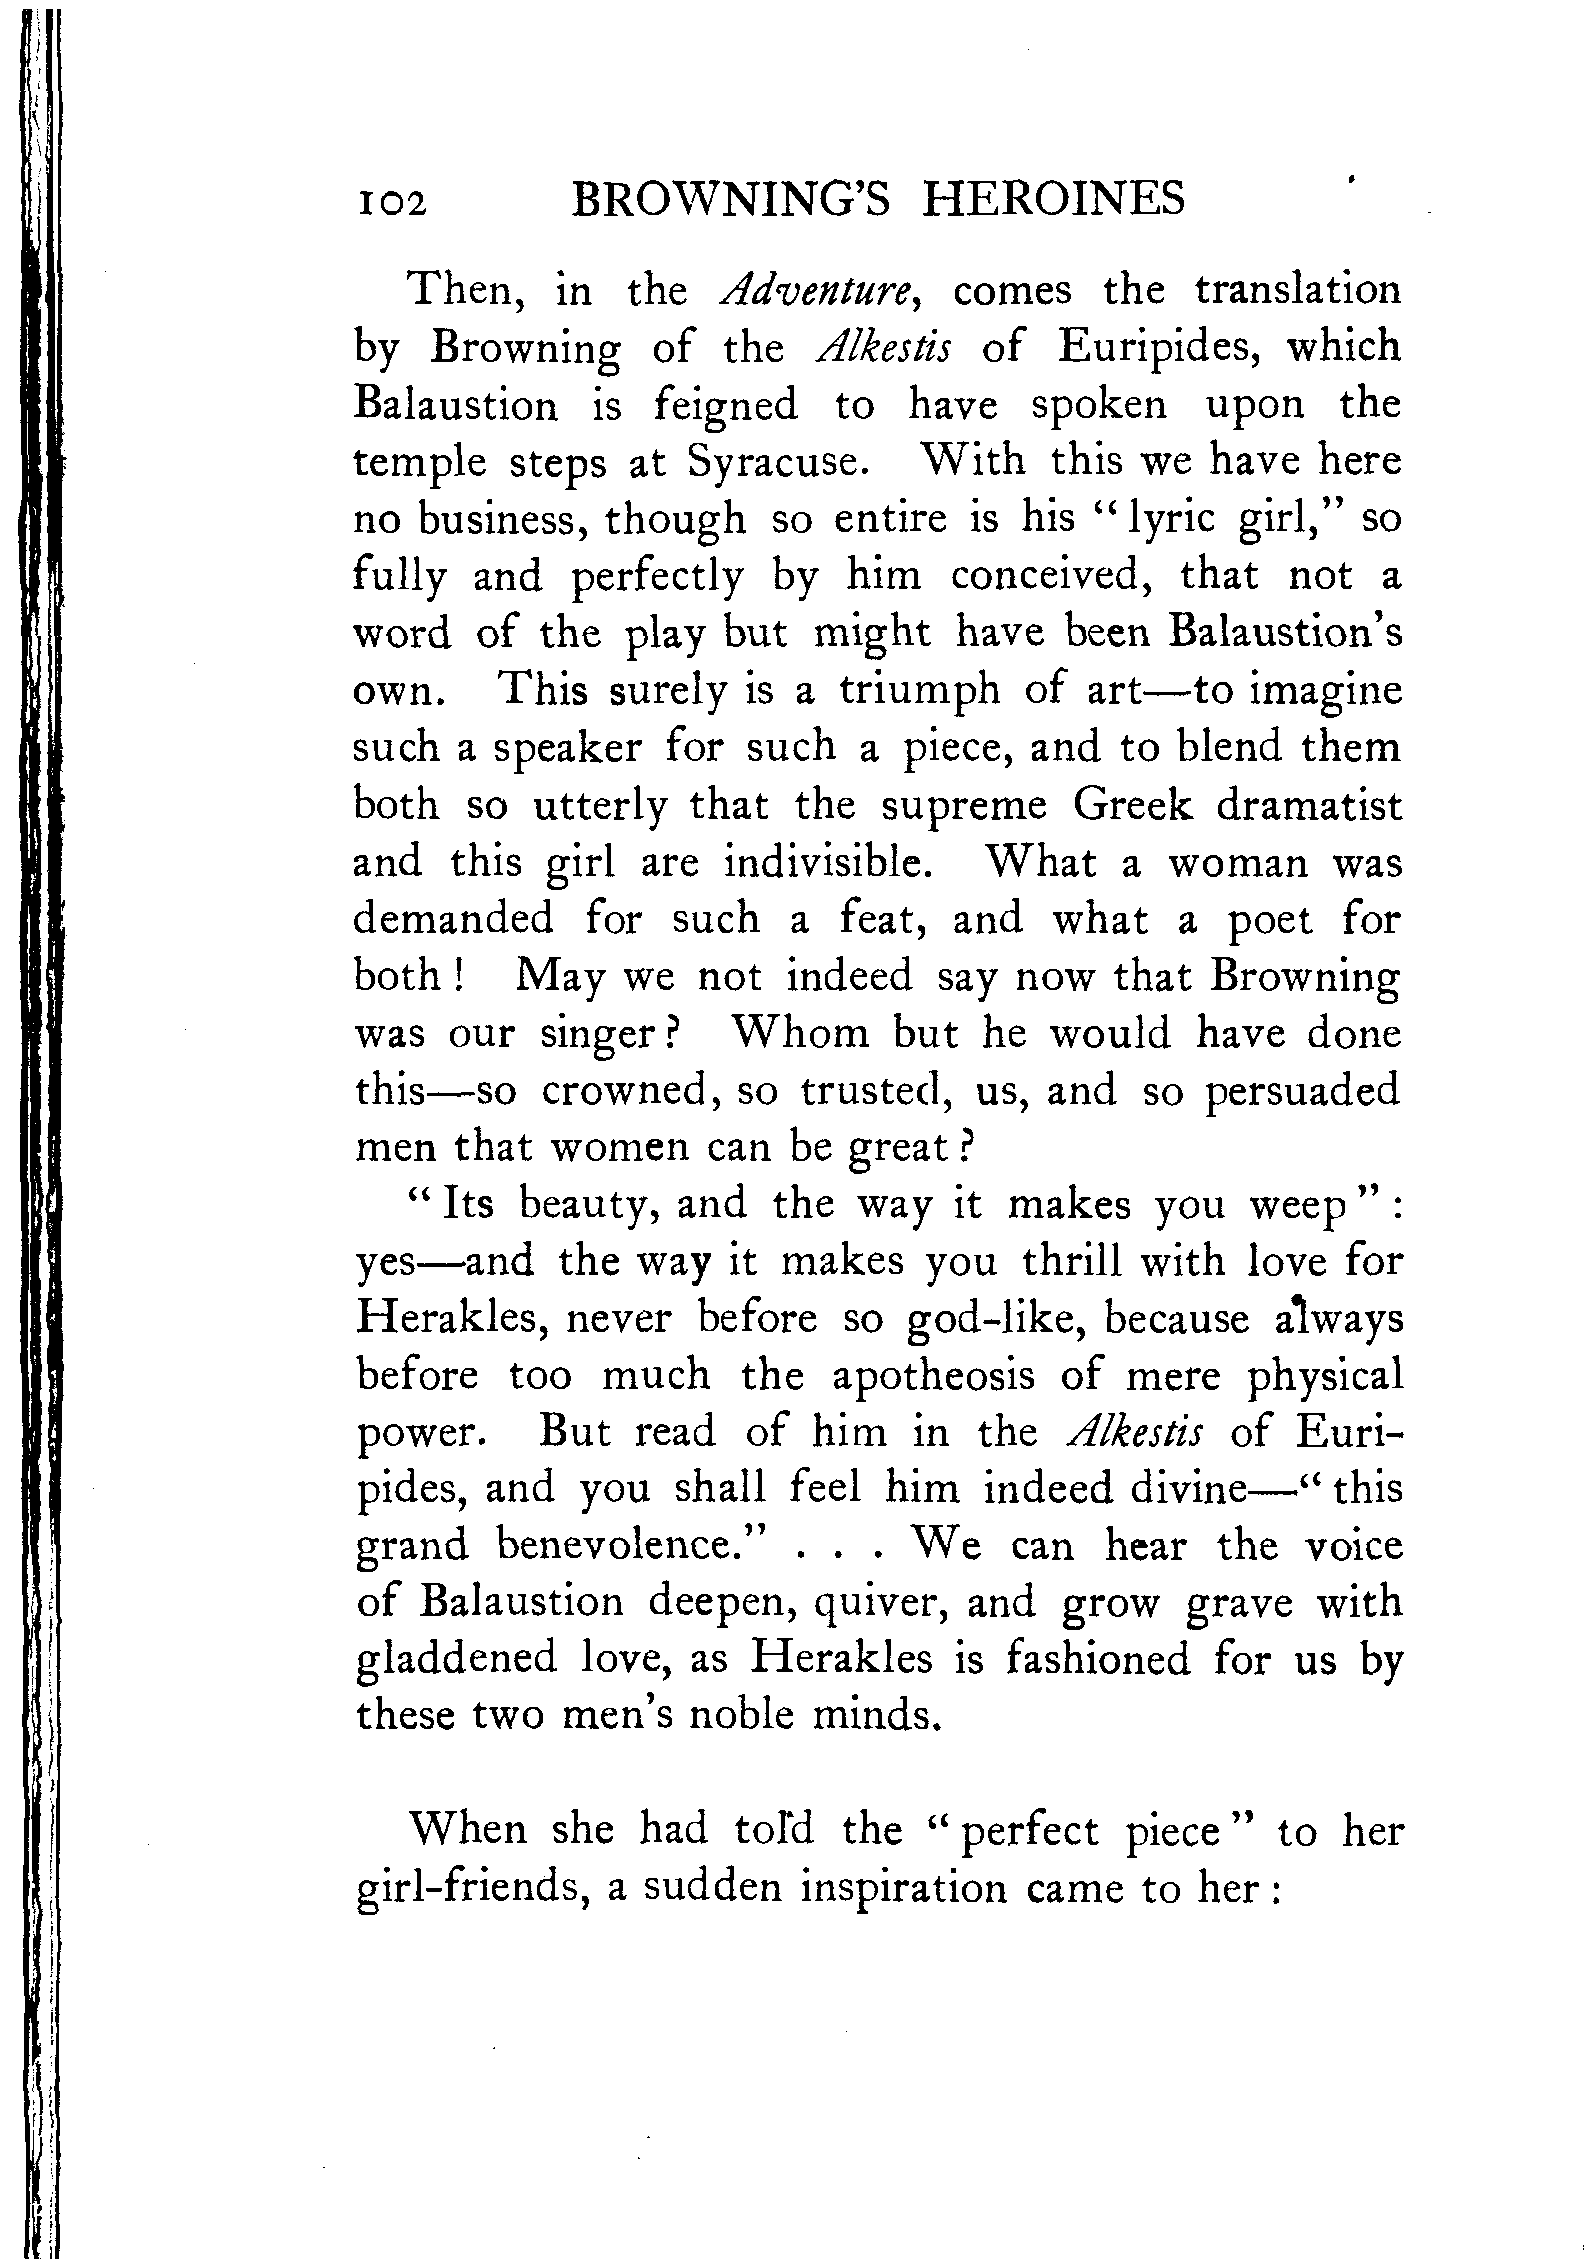 102 BROWNING'S HEROINES
Then, in the Adventure, comes the translation
by Browning of the Alkestis of Euripides, which
Balaustion is feigned to have spoken upon the
temple steps at Syracuse. With this we have here
no business, though so entire is his “ lyric girl,” so
fully and perfectly by him conceived, that not a
word of the play but might have been Balaustion's
own. This surely is a triumph of art—to imagine
such a speaker for such a piece, and to blend them
both so utterly that the supreme Greek dramatist
and this girl are indivisible. What a woman was
demanded for such a feat, and what a poet for
both ! May we not indeed say now that Browning
was our singer ? Whom but he would have done
this—so crowned, so trusted, us, and so persuaded
men that women can be great ?
“ Its beauty, and the way it makes you weep ” :
yes—and the way it makes you thrill with love for
Herakles, never before so god-like, because always
before too much the apotheosis of mere physical
power. But read of him in the Alkestis of Euri-
pides, and you shall feel him indeed divine—“ this
grand benevolence.” . . . We can hear the voice
of Balaustion deepen, quiver, and grow grave with
gladdened love, as Herakles is fashioned for us by
these two men's noble minds.
When she had told the “ perfect piece ” to her
girl-friends, a sudden inspiration came to her :